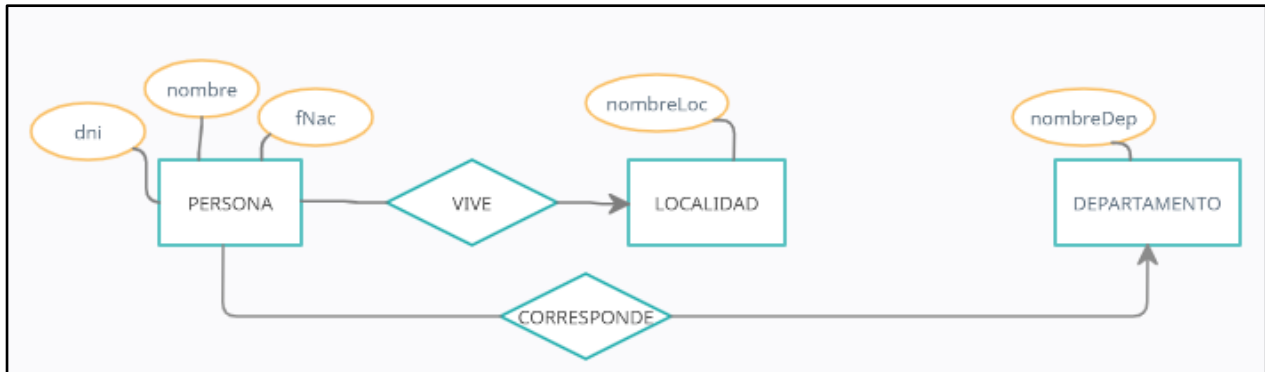 nombre
fNac
dni
nombreLoc
nombreDep
PERSONA
VIVE
LOCALIDAD
DEPARTAMENTO
CORRESPONDE